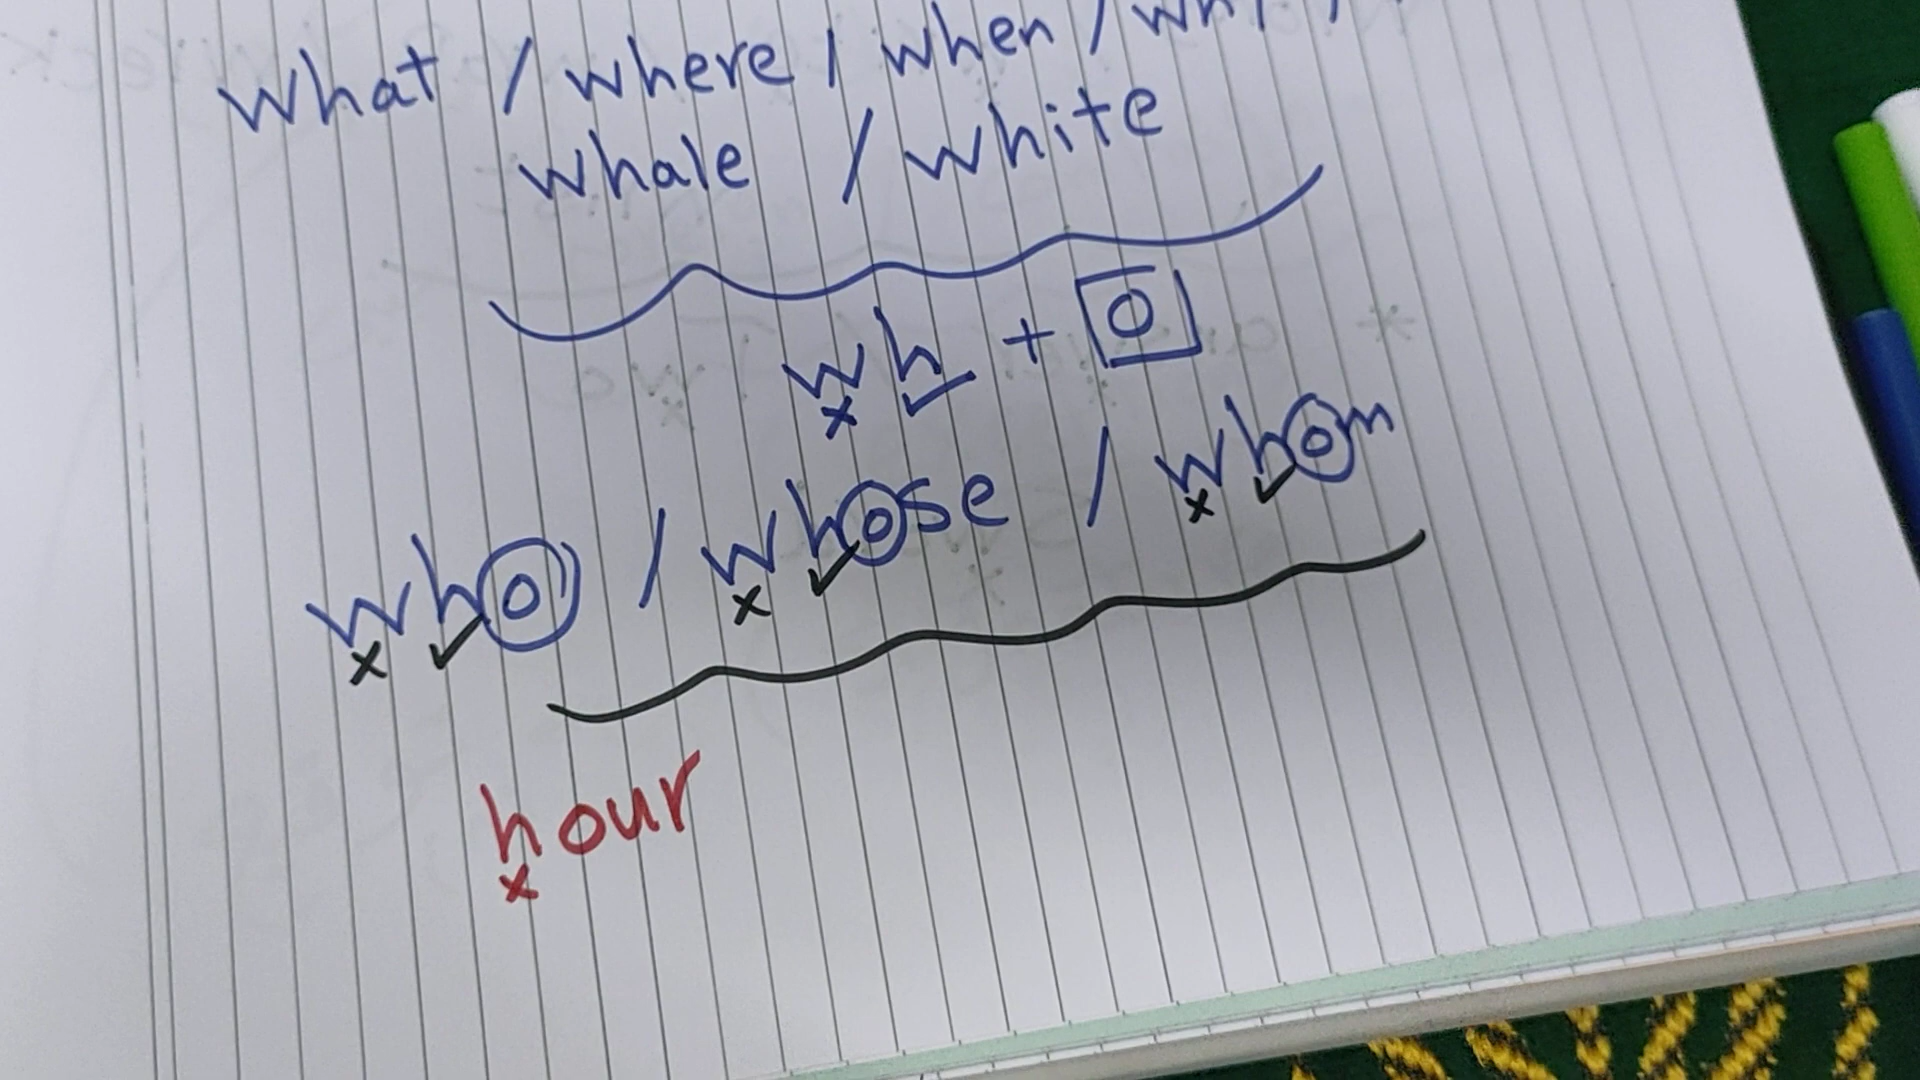 what / where / when /
whale / white
wh + o
x ✓
who / whose / whom
x ✓ x ✓ x ✓
hour
x